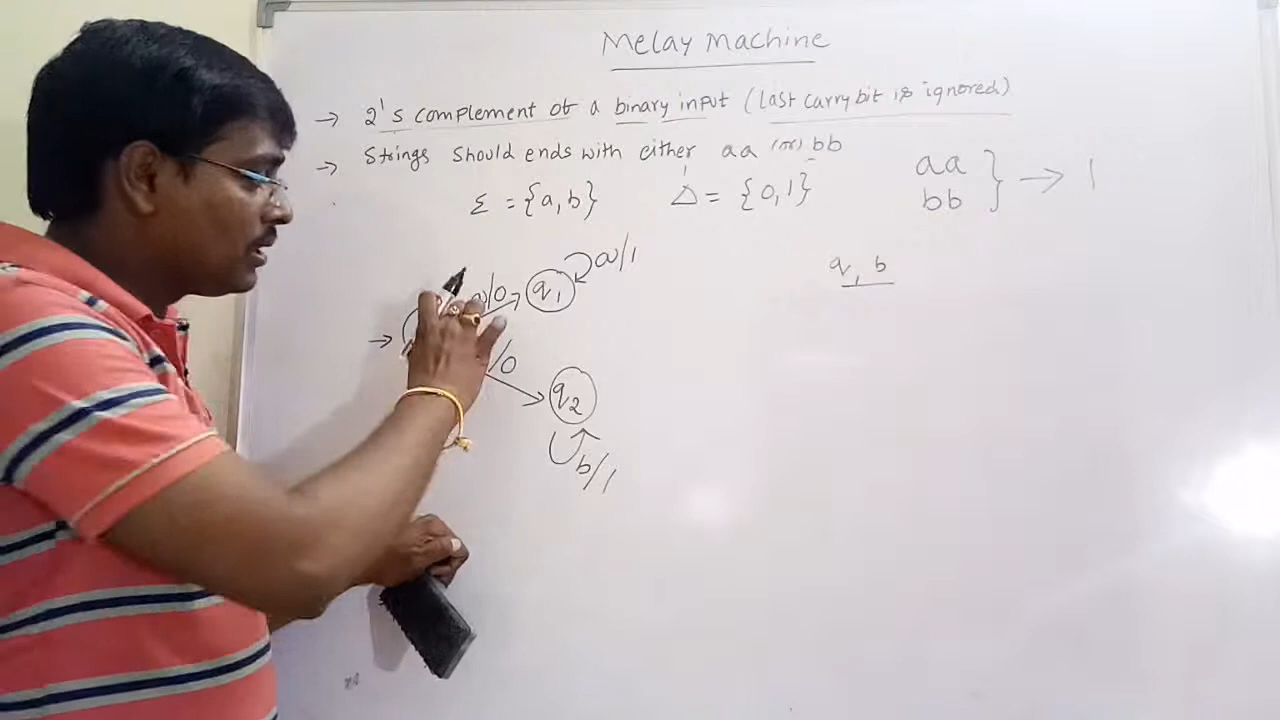 Melay Machine
→ 2's complement of a binary input (Last carry bit is ignored)
→ Strings should ends with either aa (or) bb
Σ = {a, b} Δ = {0, 1} aa
bb } → 1
q, b
a/0 q1 a/1
/0
q2
b/1